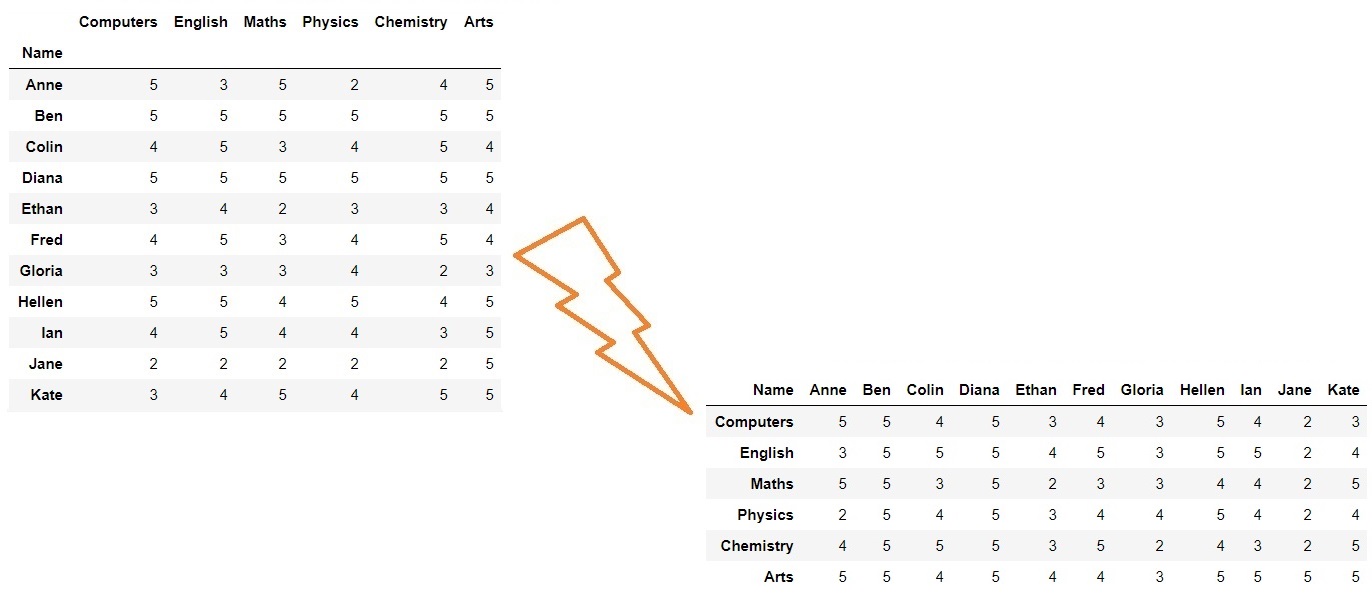 Computers English Maths Physics Chemistry Arts
Name
Anne 5 3 5 2 4 5
Ben 5 5 5 5 5 5
Colin 4 5 3 4 5 4
Diana 5 5 5 5 5 5
Ethan 3 4 2 3 3 4
Fred 4 5 3 4 5 4
Gloria 3 3 3 4 2 3
Hellen 5 5 4 5 4 5
Ian 4 5 4 4 3 5
Jane 2 2 2 2 2 5
Kate 3 4 5 4 5 5
Name Anne Ben Colin Diana Ethan Fred Gloria Hellen Ian Jane Kate
Computers 5 5 4 5 3 4 3 5 4 2 3
English 3 5 5 5 4 5 3 5 5 2 4
Maths 5 5 3 5 2 3 3 4 4 2 5
Physics 2 5 4 5 3 4 4 5 4 2 4
Chemistry 4 5 5 5 3 5 2 4 3 2 5
Arts 5 5 4 5 4 4 3 5 5 5 5